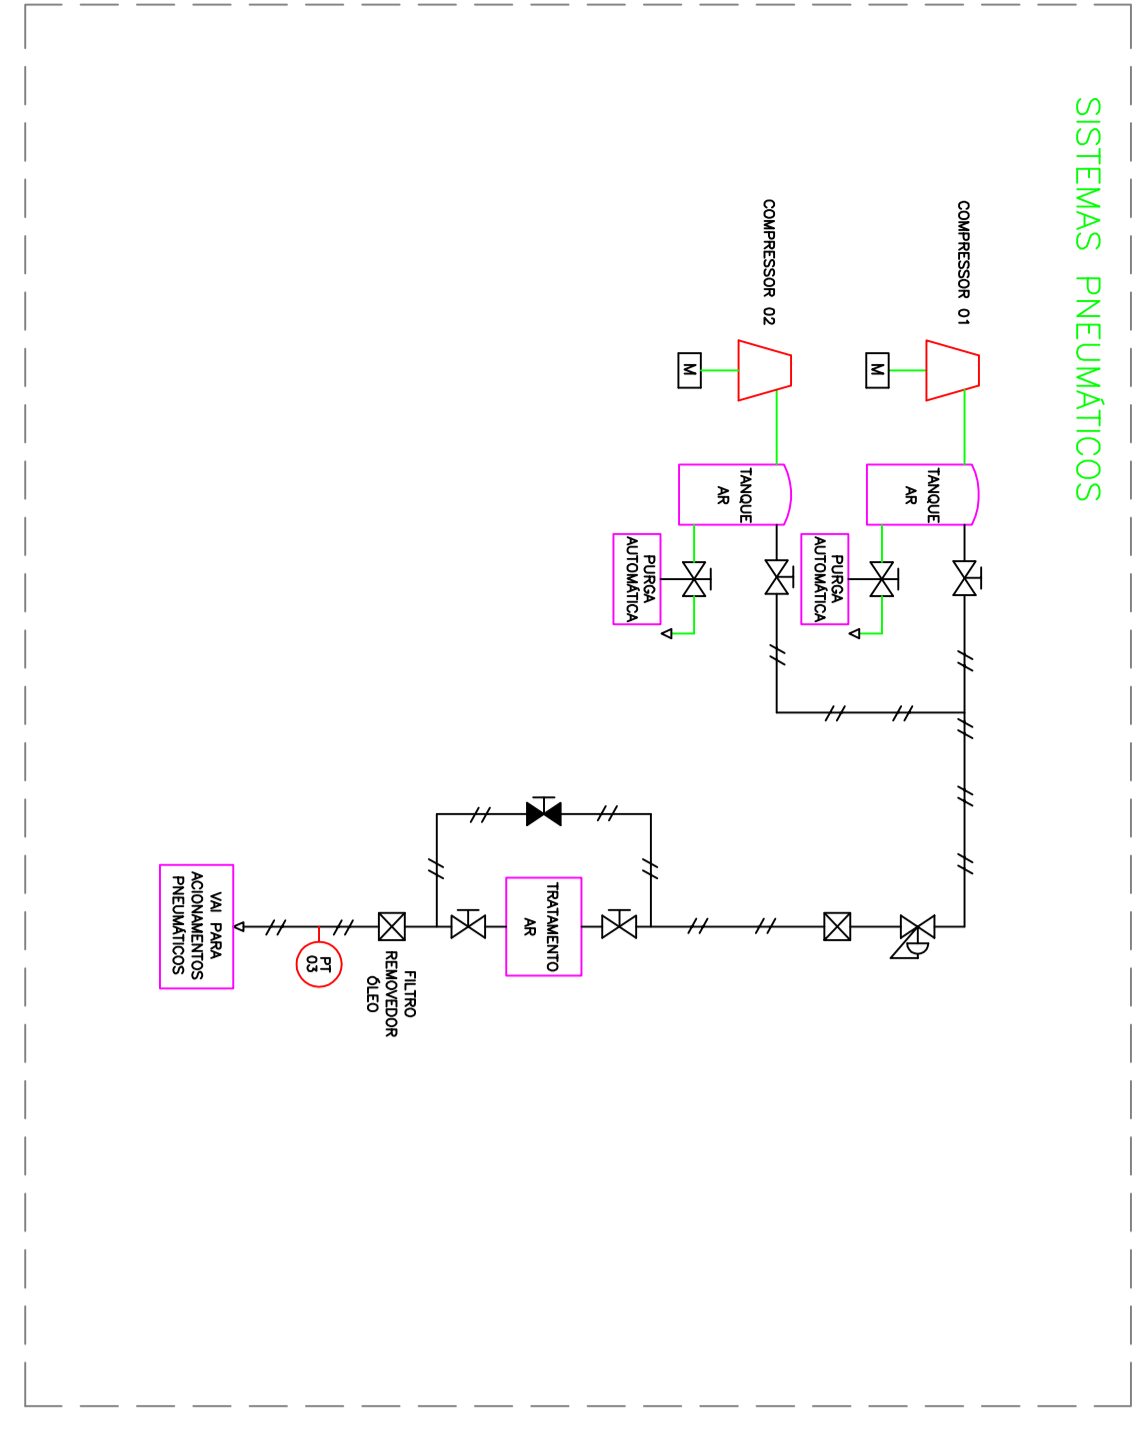 SISTEMAS PNEUMÁTICOS
COMPRESSOR 01
M
TANQUE
AR
PURGA
AUTOMÁTICA
COMPRESSOR 02
M
TANQUE
AR
PURGA
AUTOMÁTICA
TRATAMENTO
AR
FILTRO
REMOVEDOR
ÓLEO
PT
03
VAI PARA
ACIONAMENTOS
PNEUMÁTICOS